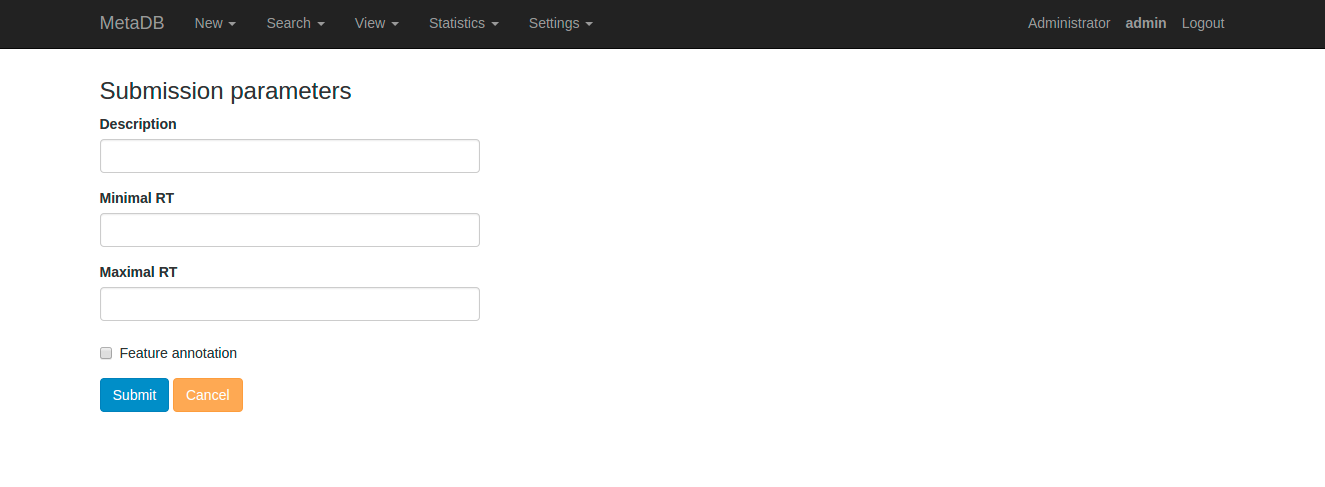 MetaDB New Search View Statistics Settings Administrator admin Logout
Submission parameters
Description
Minimal RT
Maximal RT
Feature annotation
Submit Cancel